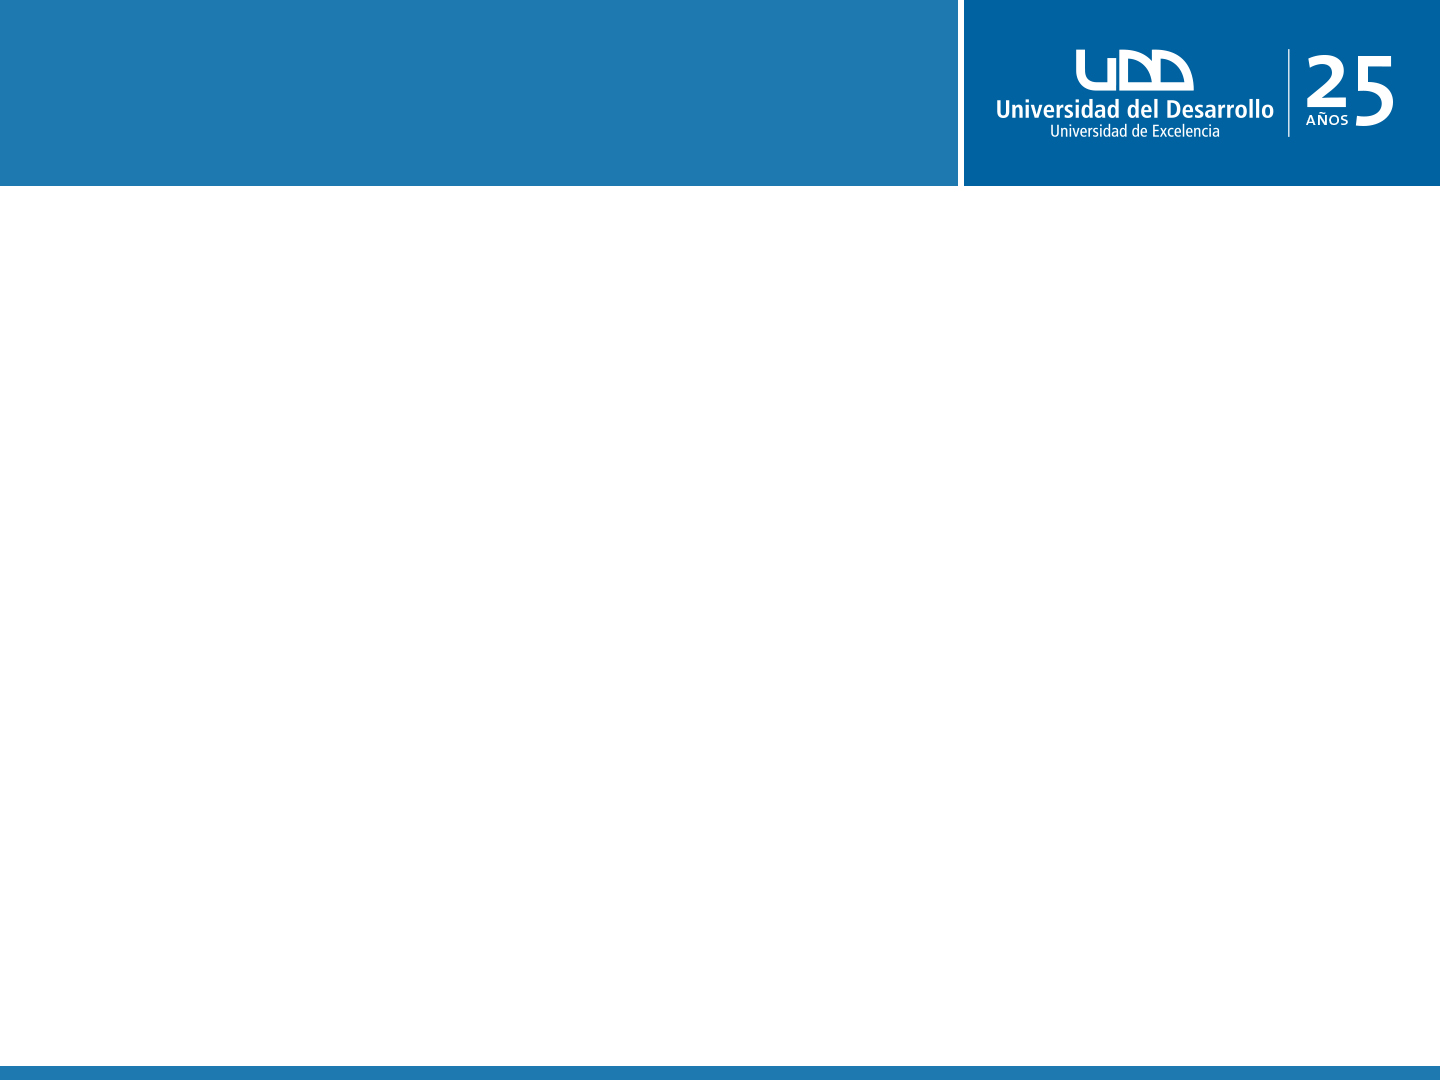 UDD
Universidad del Desarrollo
Universidad de Excelencia
25
AÑOS